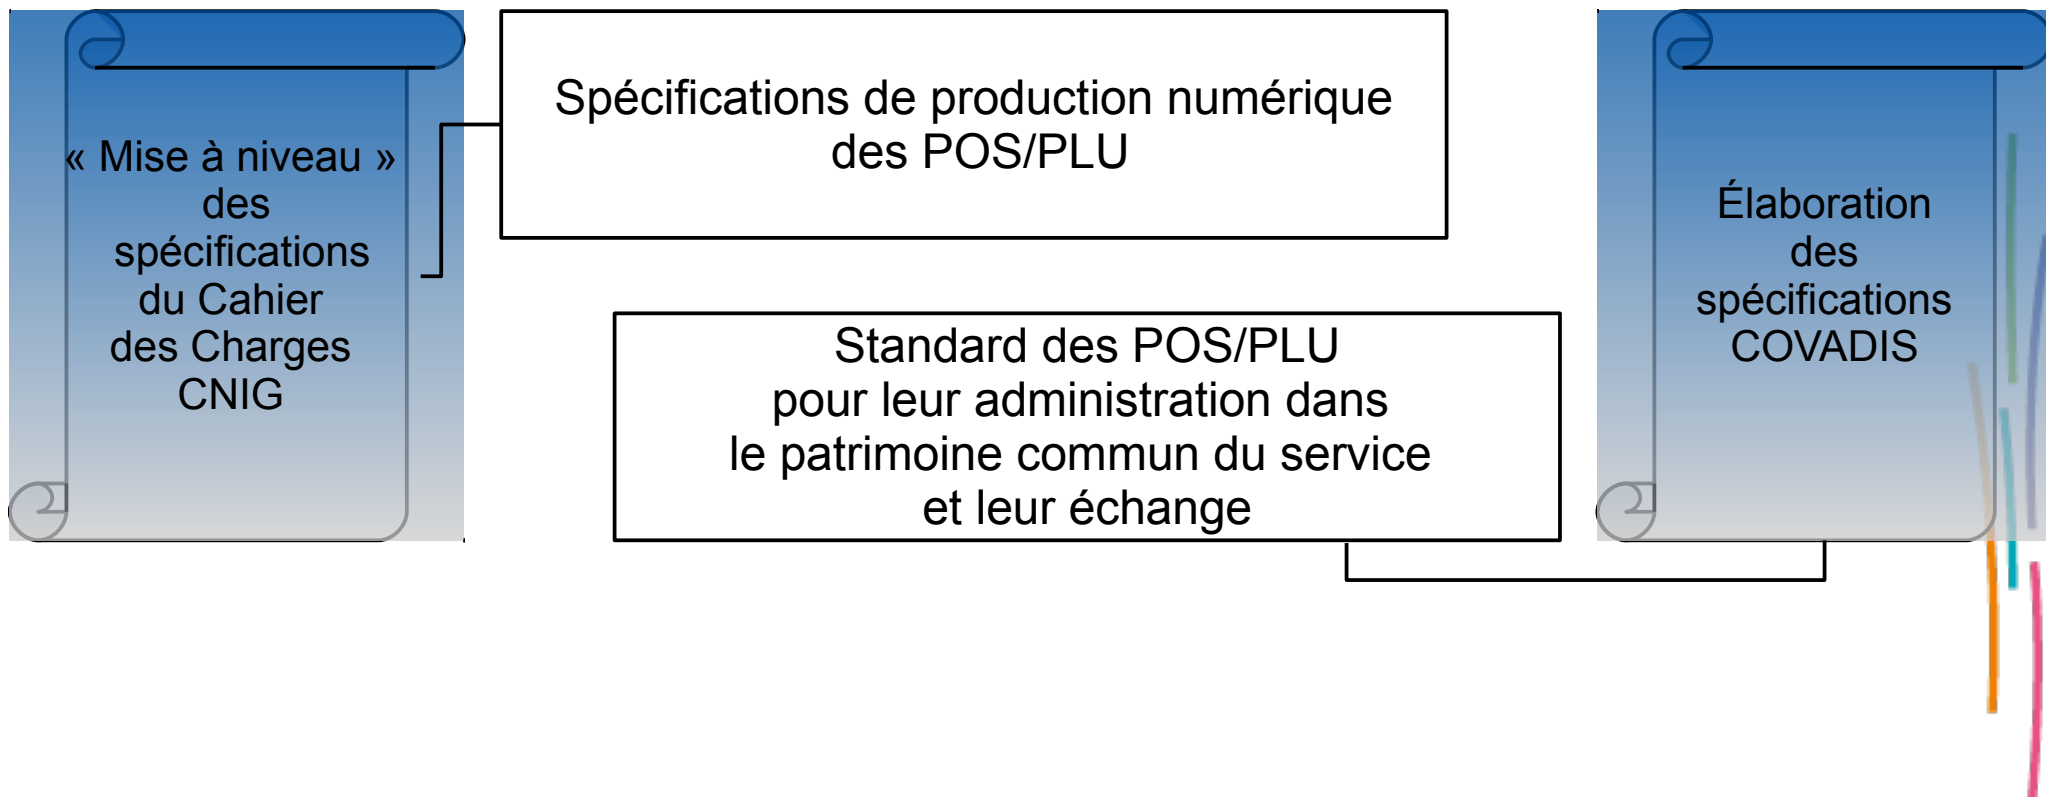 « Mise à niveau »
des
spécifications
du Cahier
des Charges
CNIG
Spécifications de production numérique
des POS/PLU
Standard des POS/PLU
pour leur administration dans
le patrimoine commun du service
et leur échange
Élaboration
des
spécifications
COVADIS